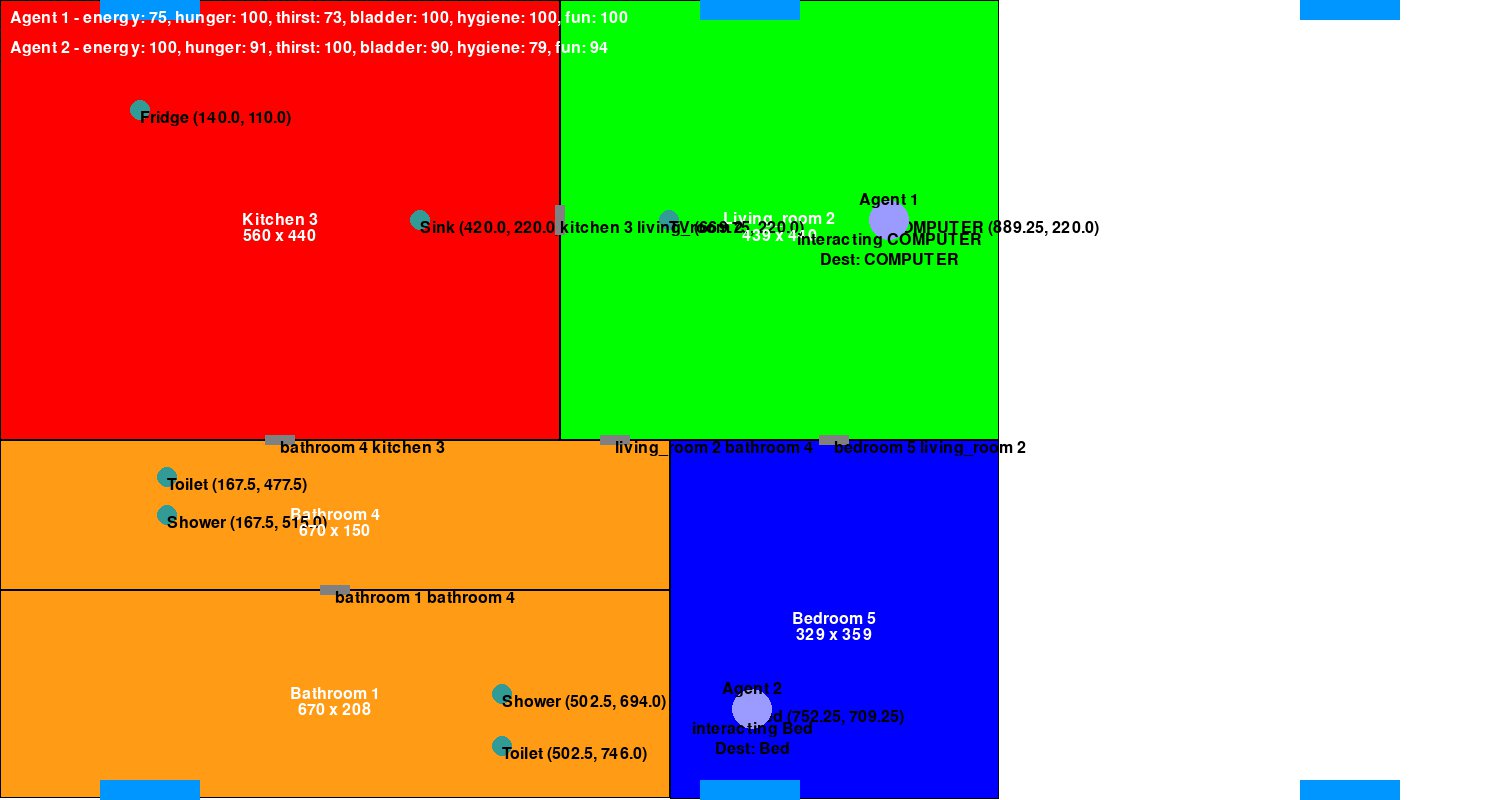 Agent 1 - energy: 75, hunger: 100, thirst: 73, bladder: 100, hygiene: 100, fun: 100
Agent 2 - energy: 100, hunger: 91, thirst: 100, bladder: 90, hygiene: 79, fun: 94
Fridge (140.0, 110.0)
Agent 1
Kitchen 3
560 x 440
Living_room 2
Sink (420.0, 220.0
kitchen 3 living_room 2
TV (669.75, 220.0)
COMPUTER (889.25, 220.0)
439 x 440
interacting COMPUTER
Dest: COMPUTER
bathroom 4 kitchen 3
living_room 2 bathroom 4
bedroom 5 living_room 2
Toilet (167.5, 477.5)
Shower (167.5, 515.0)
Bathroom 4
670 x 150
bathroom 1 bathroom 4
Bedroom 5
329 x 359
Bathroom 1
670 x 208
Shower (502.5, 694.0)
Agent 2
Bed (752.25, 709.25)
interacting Bed
Dest: Bed
Toilet (502.5, 746.0)